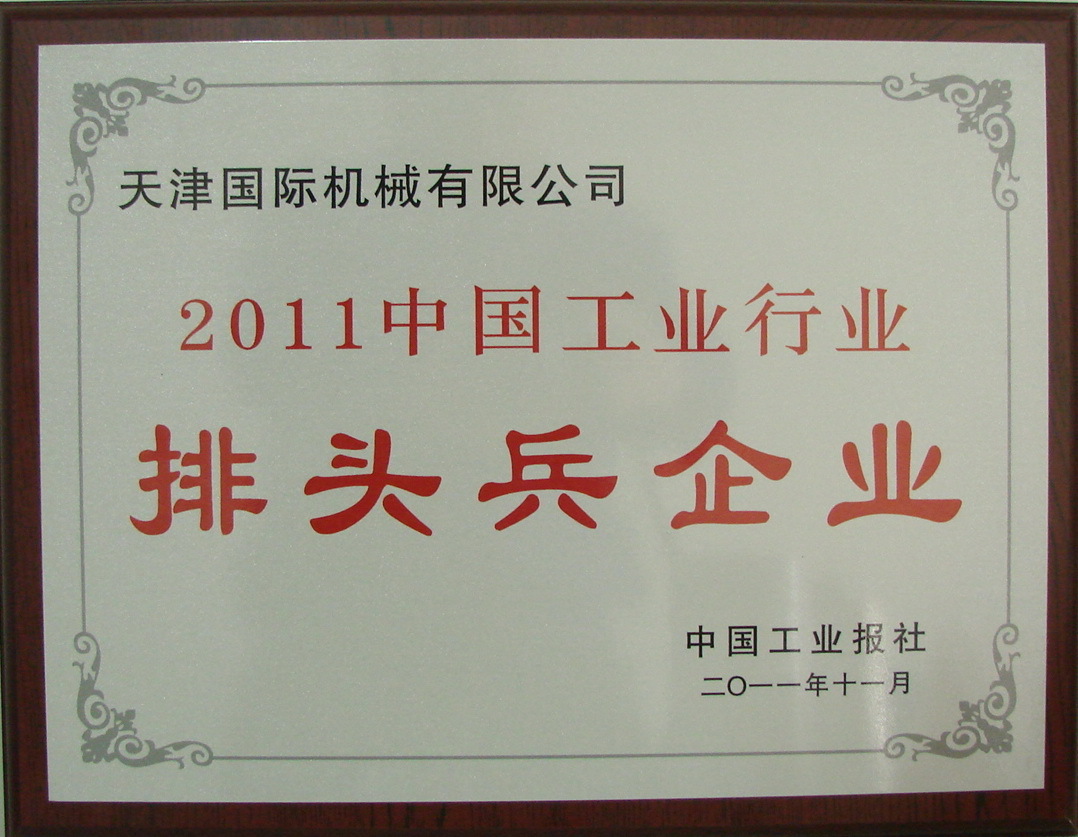 天津国际机械有限公司
2011中国工业行业
排头兵企业
中国工业报社
二〇一一年十一月